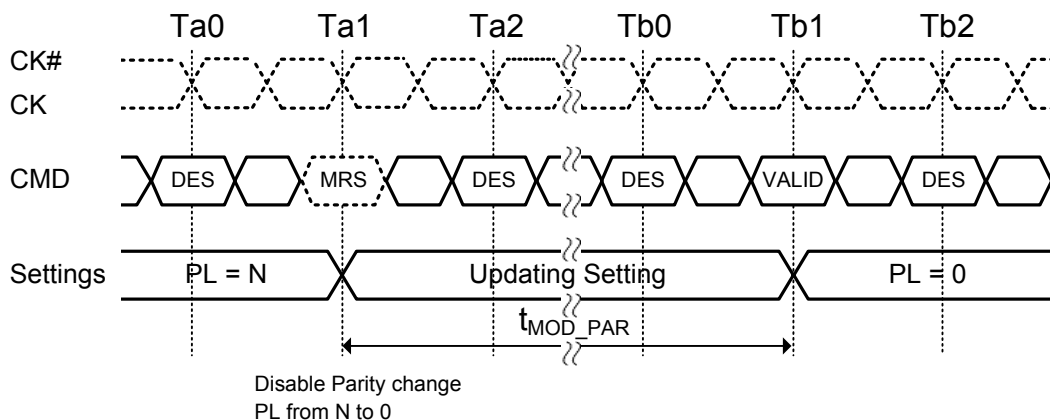 Ta0 Ta1 Ta2 Tb0 Tb1 Tb2
CK#
CK
CMD DES MRS DES DES VALID DES
Settings PL = N Updating Setting PL = 0
tMOD_PAR
Disable Parity change
PL from N to 0